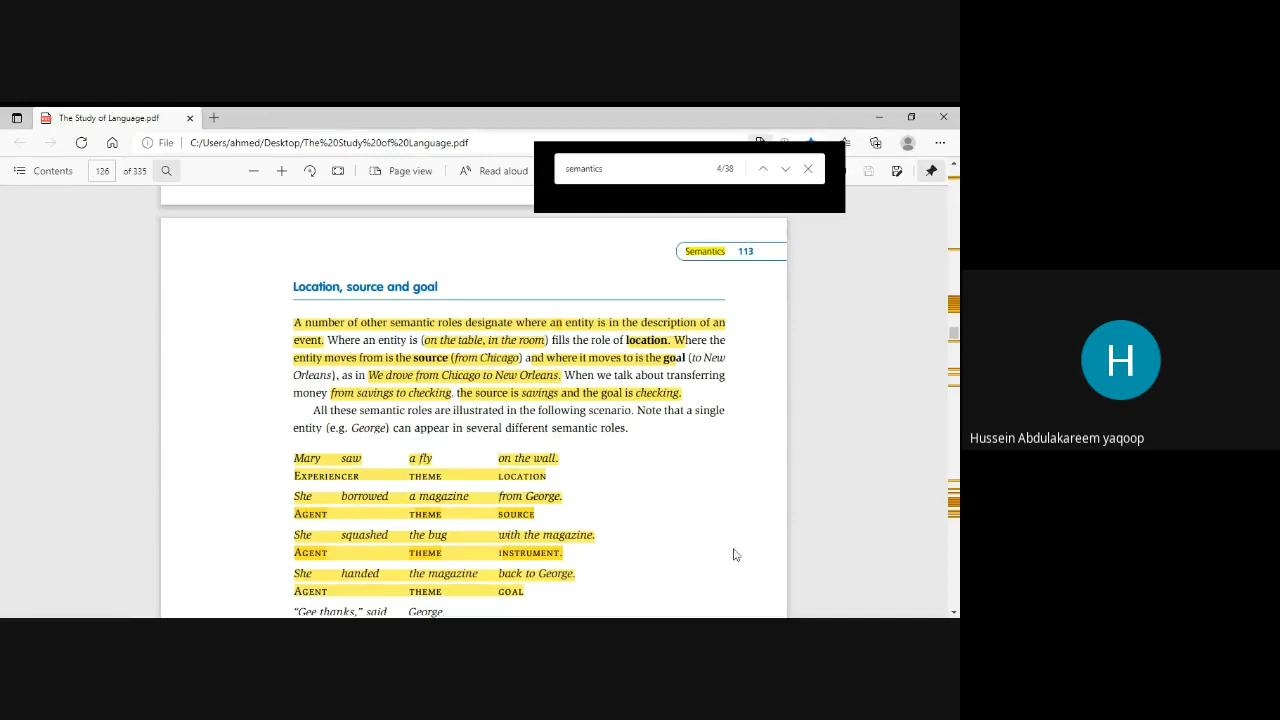 The Study of Language.pdf
File C:/Users/ahmed/Desktop/The%20Study%20of%20Language.pdf
semantics 4/38
Contents 126 of 335 Page view Read aloud
Semantics 113
Location, source and goal
A number of other semantic roles designate where an entity is in the description of an
event. Where an entity is (on the table, in the room) fills the role of location. Where the
entity moves from is the source (from Chicago) and where it moves to is the goal (to New
Orleans), as in We drove from Chicago to New Orleans. When we talk about transferring
money from savings to checking, the source is savings and the goal is checking.
All these semantic roles are illustrated in the following scenario. Note that a single
entity (e.g. George) can appear in several different semantic roles.
Mary saw a fly on the wall.
EXPERIENCER THEME LOCATION
She borrowed a magazine from George.
AGENT THEME SOURCE
She squashed the bug with the magazine.
AGENT THEME INSTRUMENT.
She handed the magazine back to George.
AGENT THEME GOAL
“Gee thanks,” said George.
H
Hussein Abdulakareem yaqoop